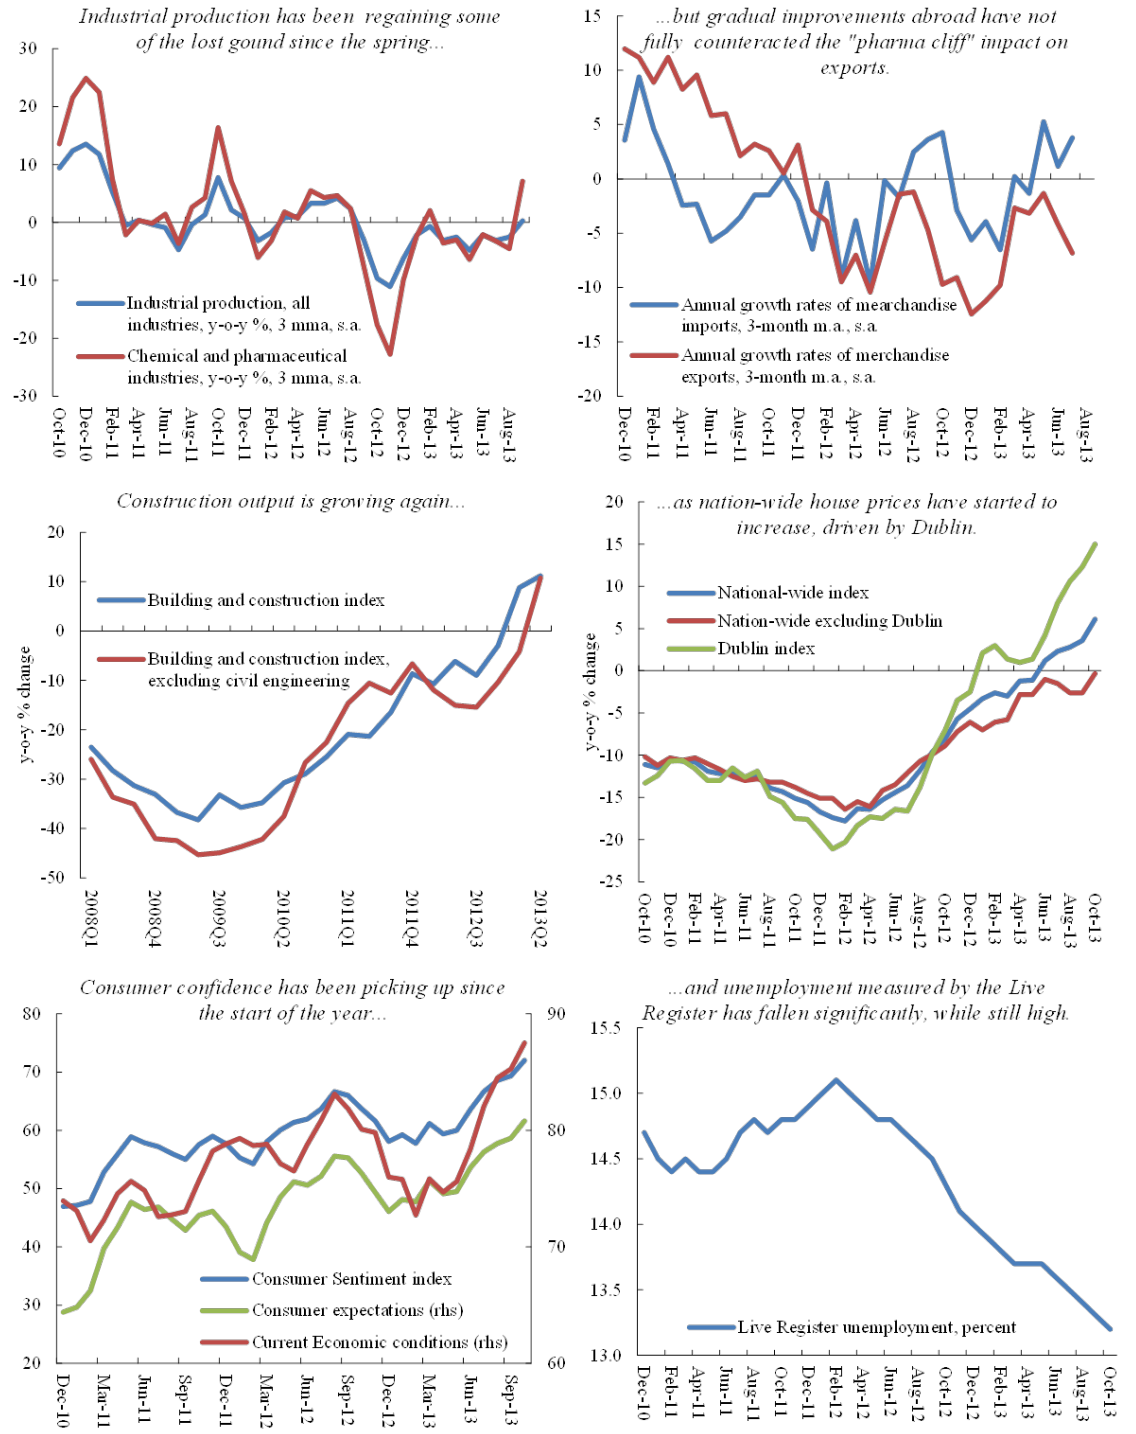 Industrial production has been regaining some
of the lost gound since the spring...
30
20
10
0
-10
-20
-30
Industrial production, all
industries, y-o-y %, 3 mma, s.a.
Chemical and pharmaceutical
industries, y-o-y %, 3 mma, s.a.
Oct-10
Dec-10
Feb-11
Apr-11
Jun-11
Aug-11
Oct-11
Dec-11
Feb-12
Apr-12
Jun-12
Aug-12
Oct-12
Dec-12
Feb-13
Apr-13
Jun-13
Aug-13
...but gradual improvements abroad have not
fully counteracted the "pharma cliff" impact on
exports.
15
10
5
0
-5
-10
-15
-20
Annual growth rates of mearchandise
imports, 3-month m.a., s.a.
Annual growth rates of merchandise
exports, 3-month m.a., s.a.
Dec-10
Feb-11
Apr-11
Jun-11
Aug-11
Oct-11
Dec-11
Feb-12
Apr-12
Jun-12
Aug-12
Oct-12
Dec-12
Feb-13
Apr-13
Jun-13
Aug-13
Construction output is growing again...
20
10
0
-10
-20
-30
-40
-50
y-o-y % change
Building and construction index
Building and construction index,
excluding civil engineering
2008Q1
2008Q4
2009Q3
2010Q2
2011Q1
2011Q4
2012Q3
2013Q2
...as nation-wide house prices have started to
increase, driven by Dublin.
20
15
10
5
0
-5
-10
-15
-20
-25
y-o-y % change
National-wide index
Nation-wide excluding Dublin
Dublin index
Oct-10
Dec-10
Feb-11
Apr-11
Jun-11
Aug-11
Oct-11
Dec-11
Feb-12
Apr-12
Jun-12
Aug-12
Oct-12
Dec-12
Feb-13
Apr-13
Jun-13
Aug-13
Oct-13
Consumer confidence has been picking up since
the start of the year...
80
70
60
50
40
30
20
90
80
70
60
Consumer Sentiment index
Consumer expectations (rhs)
Current Economic conditions (rhs)
Dec-10
Mar-11
Jun-11
Sep-11
Dec-11
Mar-12
Jun-12
Sep-12
Dec-12
Mar-13
Jun-13
Sep-13
...and unemployment measured by the Live
Register has fallen significantly, while still high.
15.5
15.0
14.5
14.0
13.5
13.0
Live Register unemployment, percent
Dec-10
Feb-11
Apr-11
Jun-11
Aug-11
Oct-11
Dec-11
Feb-12
Apr-12
Jun-12
Aug-12
Oct-12
Dec-12
Feb-13
Apr-13
Jun-13
Aug-13
Oct-13